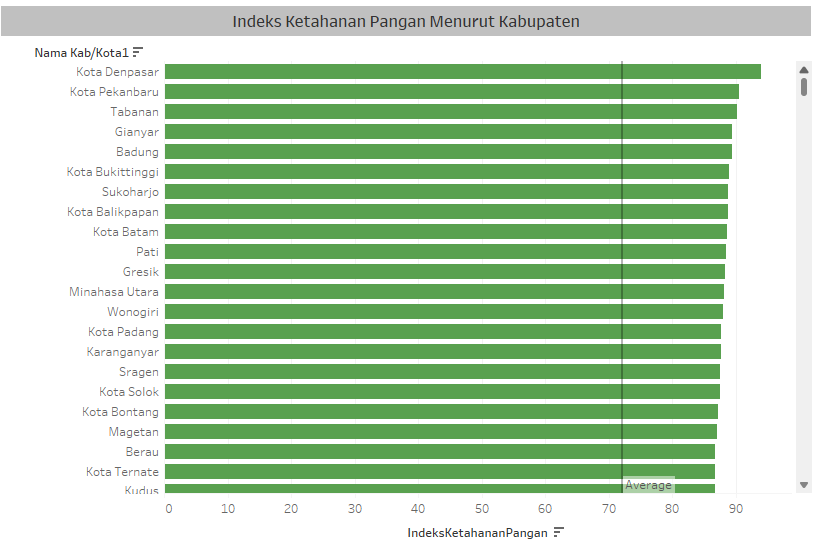 Indeks Ketahanan Pangan Menurut Kabupaten
Nama Kab/Kota1
Kota Denpasar
Kota Pekanbaru
Tabanan
Gianyar
Badung
Kota Bukittinggi
Sukoharjo
Kota Balikpapan
Kota Batam
Pati
Gresik
Minahasa Utara
Wonogiri
Kota Padang
Karanganyar
Sragen
Kota Solok
Kota Bontang
Magetan
Berau
Kota Ternate
Kudus
Average
0 10 20 30 40 50 60 70 80 90
IndeksKetahananPangan